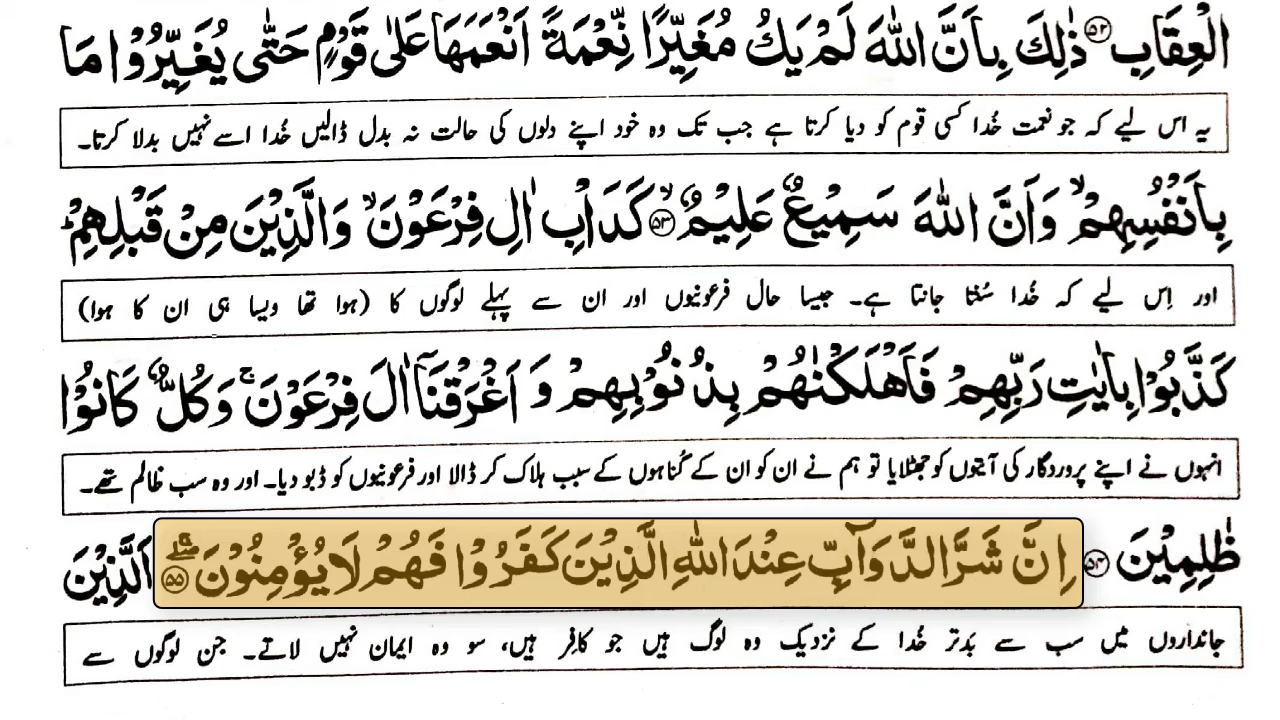 الْعِقَابِ ﴿۵۲﴾ ذٰلِكَ بِاَنَّ اللّٰهَ لَمْ يَكُ مُغَيِّرًا نِّعْمَةً اَنْعَمَهَا عَلٰى قَوْمٍ حَتّٰى يُغَيِّرُوْا مَا
یہ اس لیے کہ جو نعمت خُدا کسی قوم کو دیا کرتا ہے جب تک وہ خود اپنے دلوں کی حالت نہ بدل ڈالیں خُدا اسے نہیں بدلا کرتا۔
بِاَنْفُسِهِمْ ۙ وَاَنَّ اللّٰهَ سَمِيْعٌ عَلِيْمٌ ﴿۵۳﴾ۙ كَدَاْبِ اٰلِ فِرْعَوْنَ ۙ وَالَّذِيْنَ مِنْ قَبْلِهِمْ ؕ
اور اِس لیے کہ خُدا سُنتا جانتا ہے۔ جیسا حال فرعونیوں اور ان سے پہلے لوگوں کا (ہوا تھا ویسا ہی ان کا ہوا)
كَذَّبُوْا بِاٰيٰتِ رَبِّهِمْ فَاَهْلَكْنٰهُمْ بِذُنُوْبِهِمْ وَ اَغْرَقْنَاۤ اٰلَ فِرْعَوْنَ ۚ وَكُلٌّ كَانُوْا
انہوں نے اپنے پروردگار کی آیتوں کو جھٹلایا تو ہم نے ان کو ان کے گناہوں کے سبب ہلاک کر ڈالا اور فرعونیوں کو ڈبو دیا۔ اور وہ سب ظالم تھے۔
ظٰلِمِيْنَ ﴿۵۴﴾ اِنَّ شَرَّ الدَّوَآبِّ عِنْدَ اللّٰهِ الَّذِيْنَ كَفَرُوْا فَهُمْ لَا يُؤْمِنُوْنَ ﴿۵۵﴾ۖۚ اَلَّذِيْنَ
جانداروں میں سب سے بدتر خُدا کے نزدیک وہ لوگ ہیں جو کافِر ہیں، سو وہ ایمان نہیں لاتے۔ جن لوگوں سے